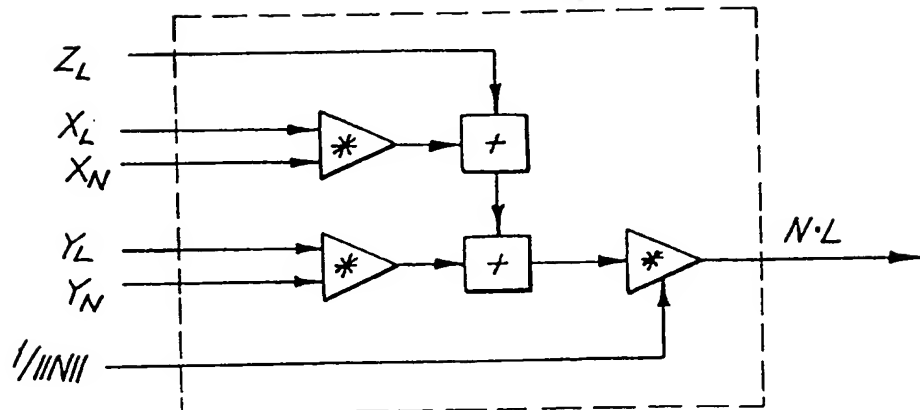 Z_L
X_L
*
+
X_N
Y_L
N·L
*
+
*
Y_N
1/||N||